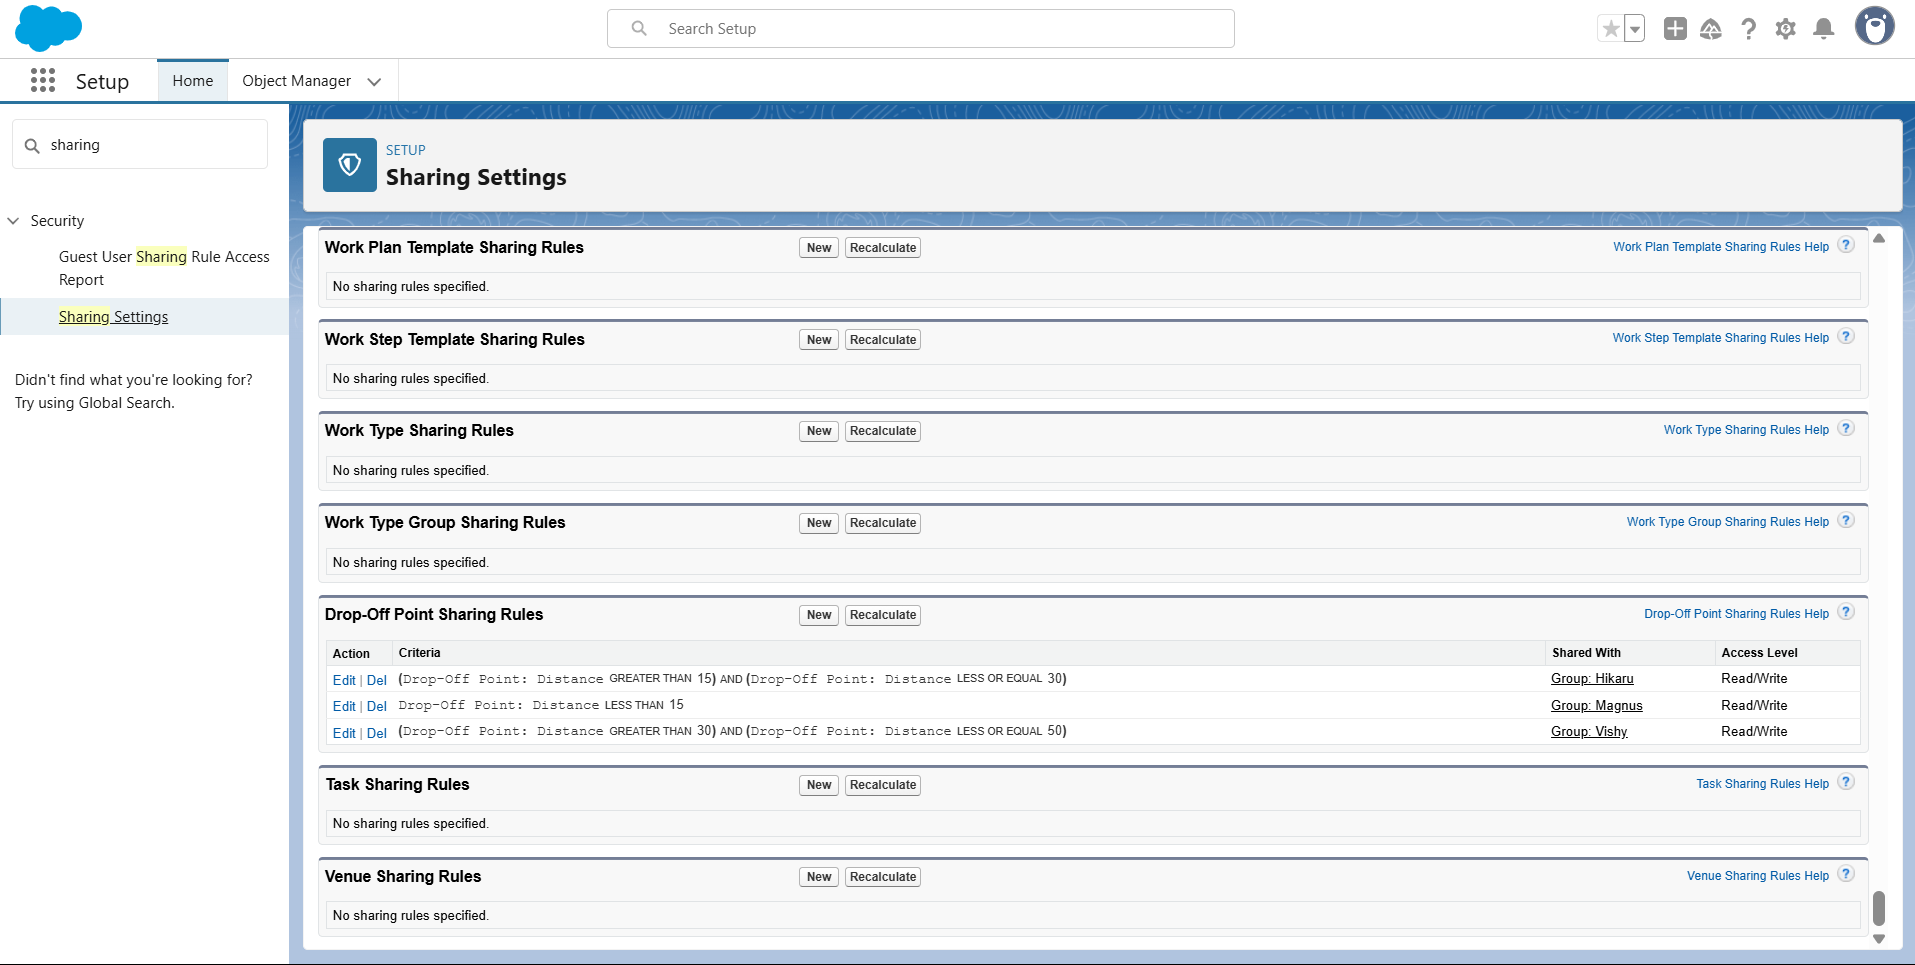 Search Setup
Setup
Home
Object Manager
sharing
Security
Guest User Sharing Rule Access
Report
Sharing Settings
Didn't find what you're looking for?
Try using Global Search.
SETUP
Sharing Settings
Work Plan Template Sharing Rules New Recalculate Work Plan Template Sharing Rules Help ?
No sharing rules specified.
Work Step Template Sharing Rules New Recalculate Work Step Template Sharing Rules Help ?
No sharing rules specified.
Work Type Sharing Rules New Recalculate Work Type Sharing Rules Help ?
No sharing rules specified.
Work Type Group Sharing Rules New Recalculate Work Type Group Sharing Rules Help ?
No sharing rules specified.
Drop-Off Point Sharing Rules New Recalculate Drop-Off Point Sharing Rules Help ?
Action Criteria Shared With Access Level
Edit | Del (Drop-Off Point: Distance GREATER THAN 15) AND (Drop-Off Point: Distance LESS OR EQUAL 30) Group: Hikaru Read/Write
Edit | Del Drop-Off Point: Distance LESS THAN 15 Group: Magnus Read/Write
Edit | Del (Drop-Off Point: Distance GREATER THAN 30) AND (Drop-Off Point: Distance LESS OR EQUAL 50) Group: Vishy Read/Write
Task Sharing Rules New Recalculate Task Sharing Rules Help ?
No sharing rules specified.
Venue Sharing Rules New Recalculate Venue Sharing Rules Help ?
No sharing rules specified.